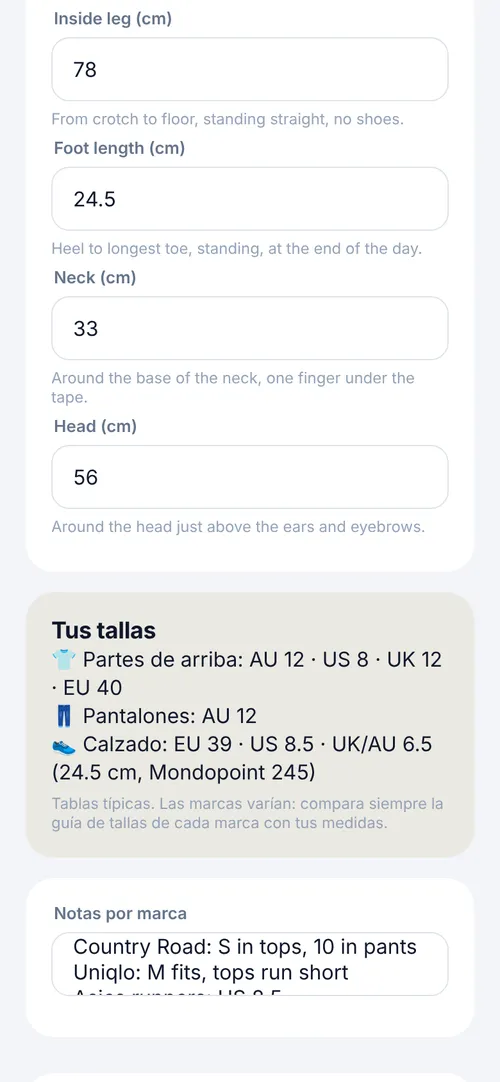 Inside leg (cm)
78
From crotch to floor, standing straight, no shoes.
Foot length (cm)
24.5
Heel to longest toe, standing, at the end of the day.
Neck (cm)
33
Around the base of the neck, one finger under the
tape.
Head (cm)
56
Around the head just above the ears and eyebrows.
Tus tallas
👕 Partes de arriba: AU 12 · US 8 · UK 12
· EU 40
👖 Pantalones: AU 12
👟 Calzado: EU 39 · US 8.5 · UK/AU 6.5
(24.5 cm, Mondopoint 245)
Tablas típicas. Las marcas varían: compara siempre la
guía de tallas de cada marca con tus medidas.
Notas por marca
Country Road: S in tops, 10 in pants
Uniqlo: M fits, tops run short
Asics runners: US 8.5